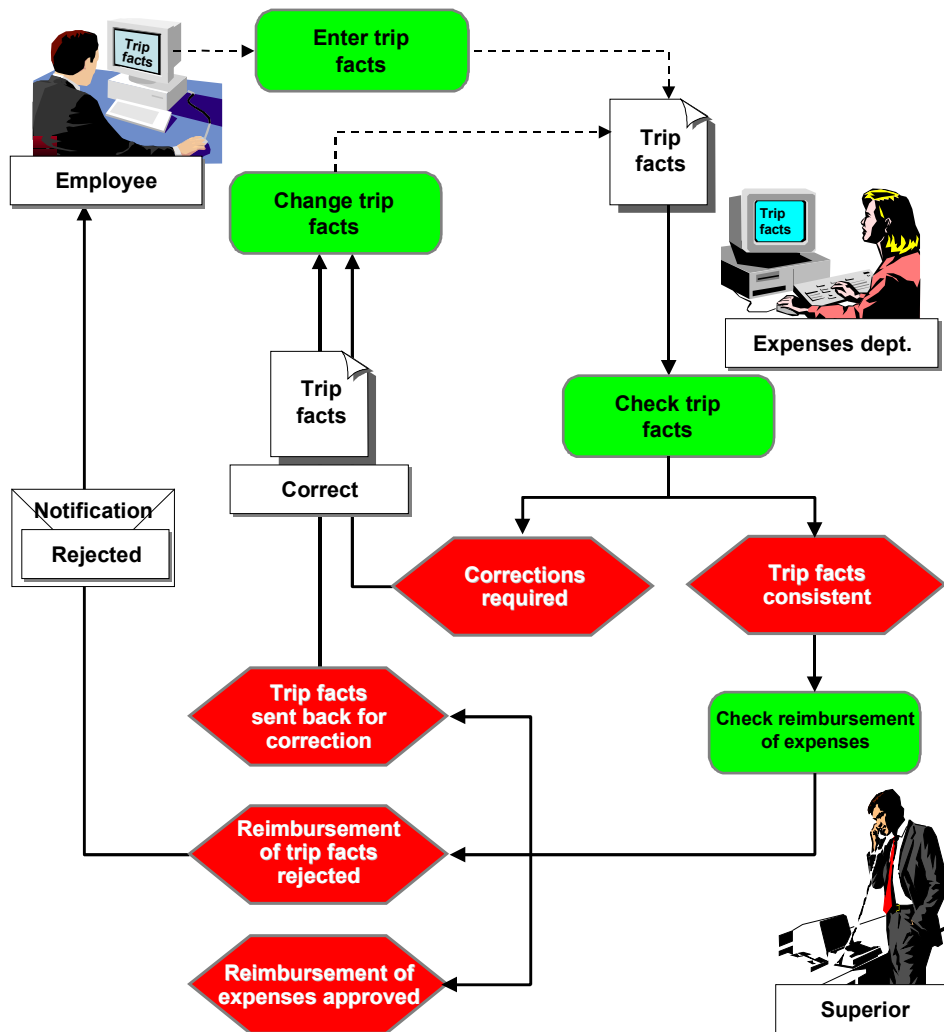 Trip
facts
Enter trip
facts
Employee
Change trip
facts
Trip
facts
Trip
facts
Expenses dept.
Trip
facts
Check trip
facts
Correct
Notification
Rejected
Corrections
required
Trip facts
consistent
Trip facts
sent back for
correction
Check reimbursement
of expenses
Reimbursement
of trip facts
rejected
Reimbursement of
expenses approved
Superior